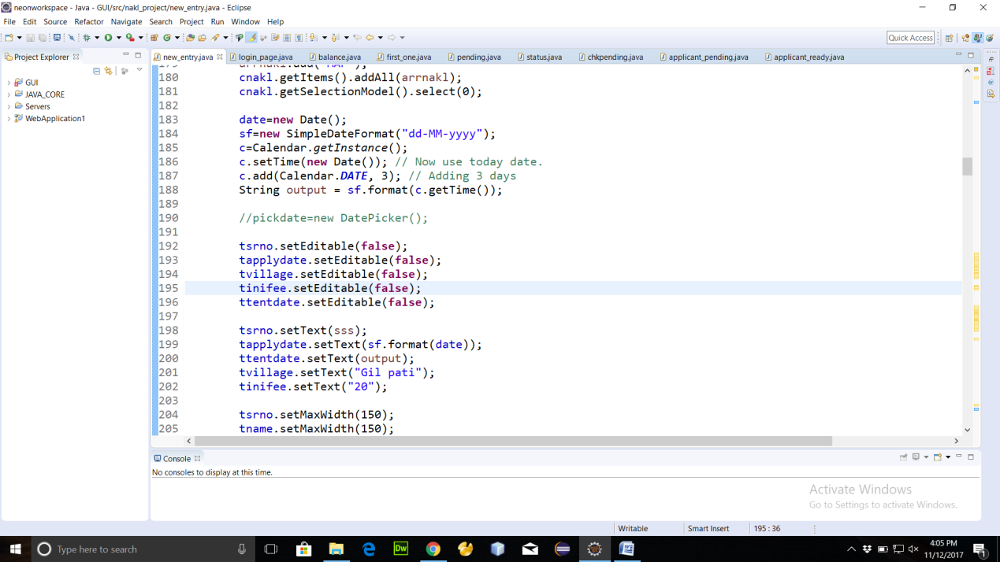 neonworkspace - Java - GUI/src/nakl_project/new_entry.java - Eclipse
File Edit Source Refactor Navigate Search Project Run Window Help
Quick Access
Project Explorer
new_entry.java login_page.java balance.java first_one.java pending.java status.java chkpending.java applicant_pending.java applicant_ready.java
GUI
JAVA_CORE
Servers
WebApplication1
180 cnakl.getItems().addAll(arrnakl);
181 cnakl.getSelectionModel().select(0);
182
183 date=new Date();
184 sf=new SimpleDateFormat("dd-MM-yyyy");
185 c=Calendar.getInstance();
186 c.setTime(new Date()); // Now use today date.
187 c.add(Calendar.DATE, 3); // Adding 3 days
188 String output = sf.format(c.getTime());
189
190 //pickdate=new DatePicker();
191
192 tsrno.setEditable(false);
193 tapplydate.setEditable(false);
194 tvillage.setEditable(false);
195 tinifee.setEditable(false);
196 ttentdate.setEditable(false);
197
198 tsrno.setText(sss);
199 tapplydate.setText(sf.format(date));
200 ttentdate.setText(output);
201 tvillage.setText("Gil pati");
202 tinifee.setText("20");
203
204 tsrno.setMaxWidth(150);
205 tname.setMaxWidth(150);
Console
No consoles to display at this time.
Activate Windows
Go to Settings to activate Windows.
Writable Smart Insert 195 : 36
Type here to search
Dw
4:05 PM
11/12/2017
1